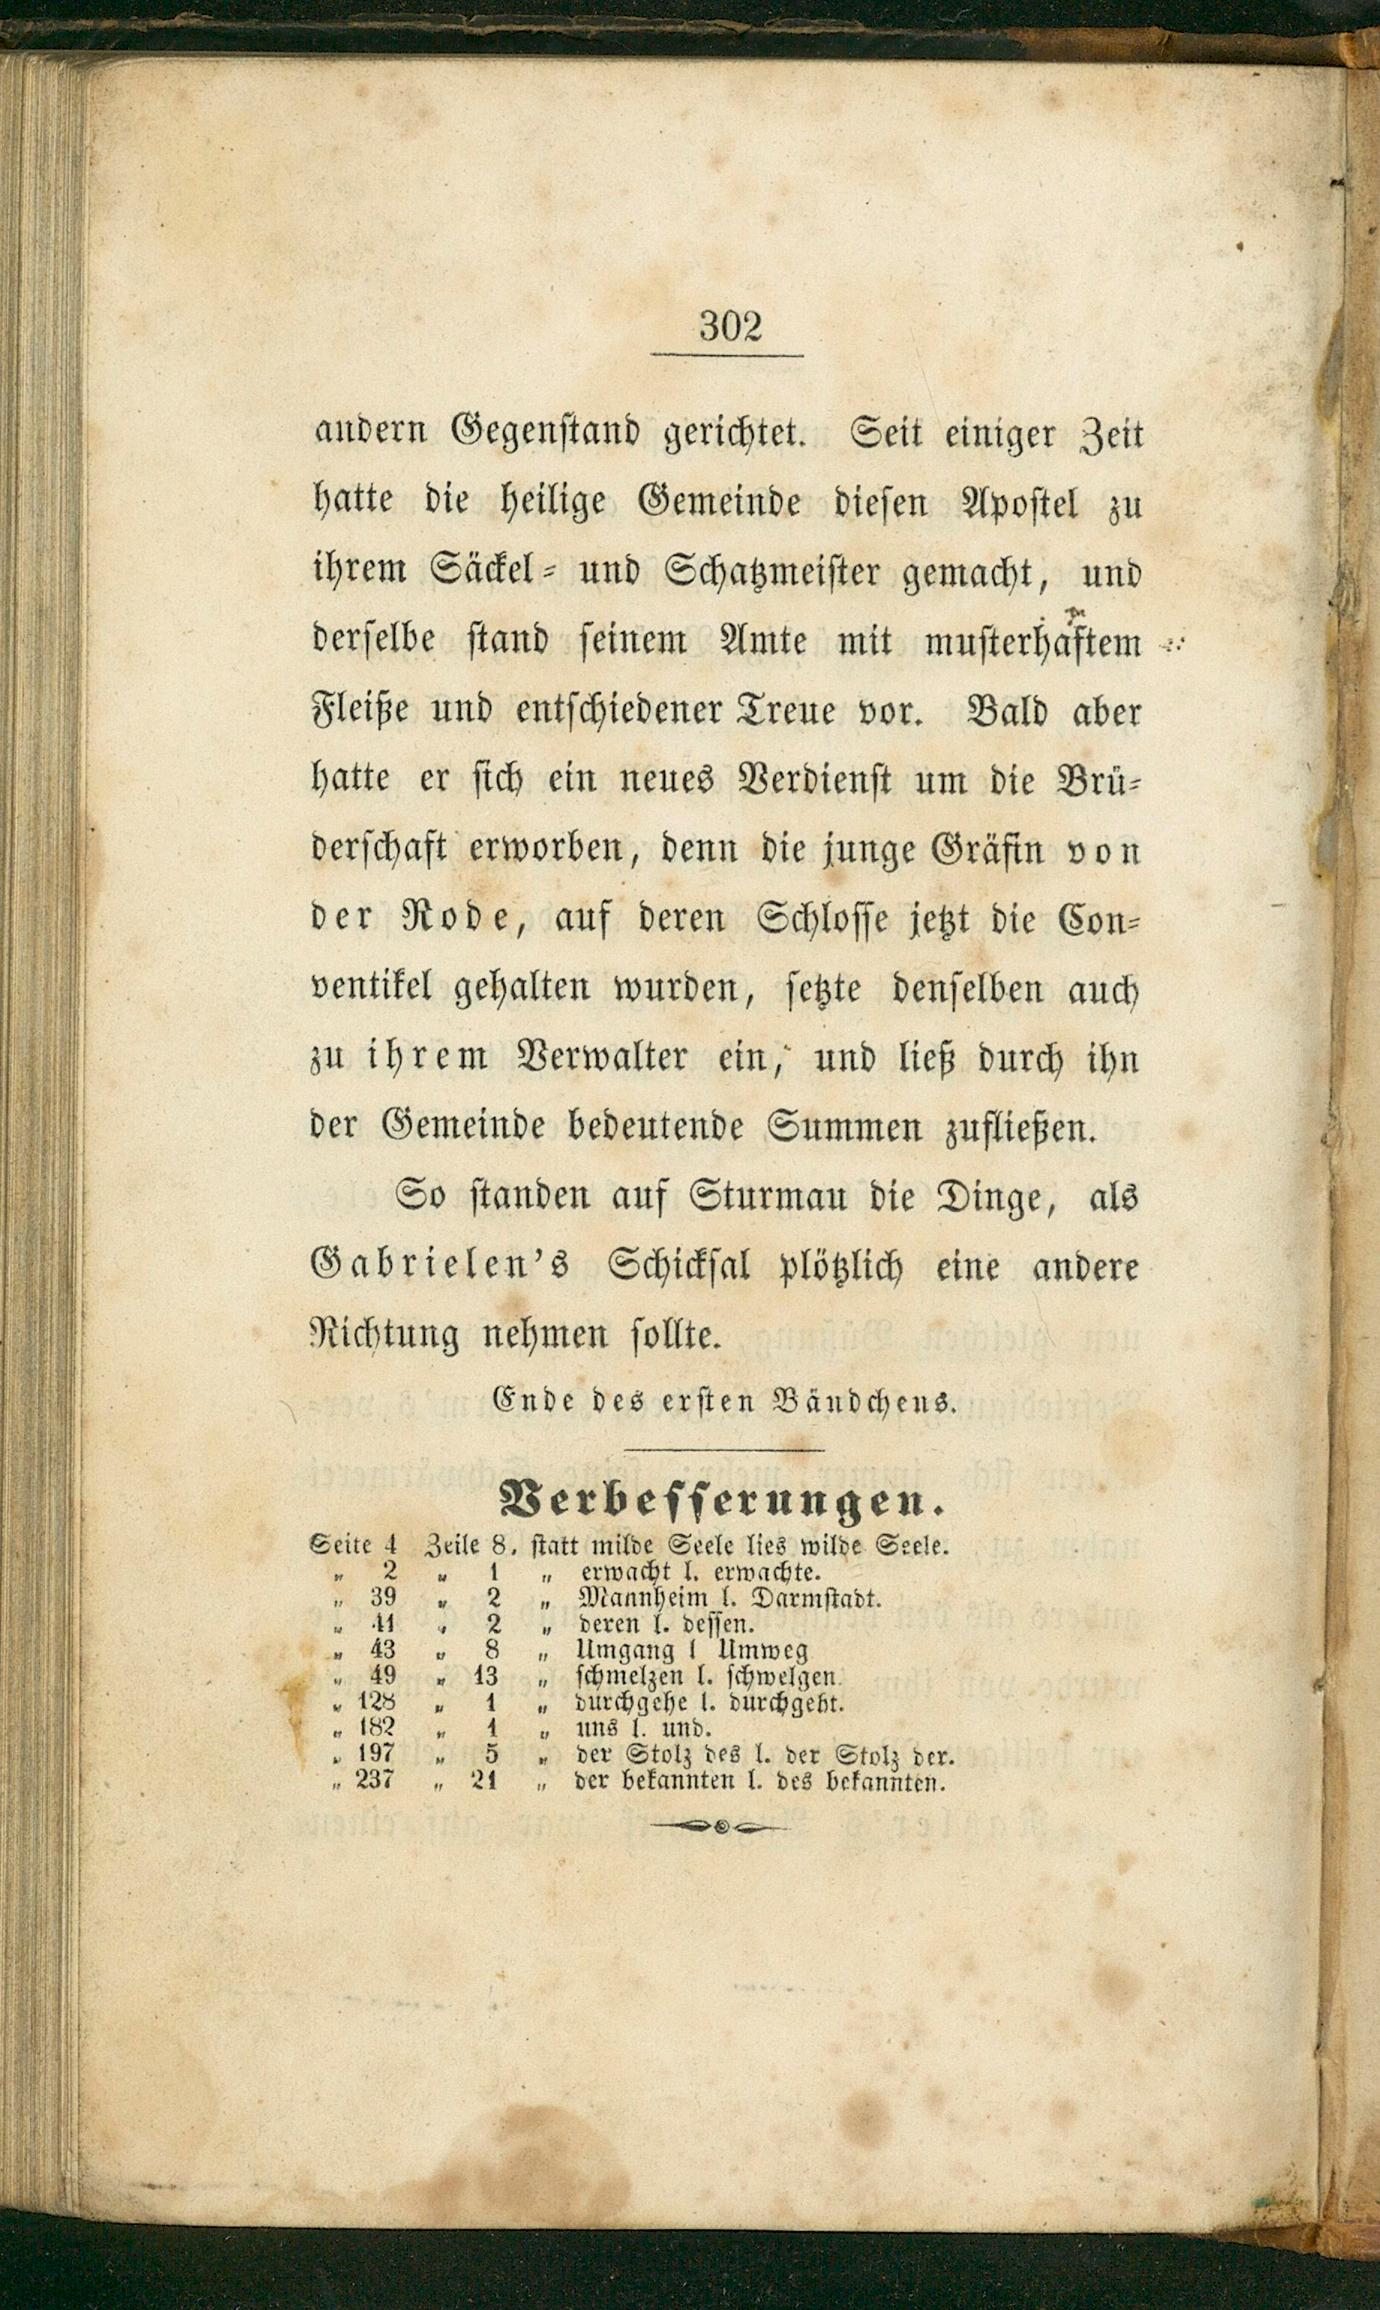 302
andern Gegenſtand gerichtet. Seit einiger Zeit
hatte die heilige Gemeinde dieſen Apoſtel zu
ihrem Säckel- und Schatzmeiſter gemacht, und
derſelbe ſtand ſeinem Amte mit muſterhaftem
Fleiße und entſchiedener Treue vor. Bald aber
hatte er ſich ein neues Verdienſt um die Brü-
derſchaft erworben, denn die junge Gräfin von
der Rode, auf deren Schloſſe jetzt die Con-
ventikel gehalten wurden, ſetzte denſelben auch
zu ihrem Verwalter ein, und ließ durch ihn
der Gemeinde bedeutende Summen zufließen.
So ſtanden auf Sturmau die Dinge, als
Gabrielen's Schickſal plötzlich eine andere
Richtung nehmen ſollte.
Ende des erſten Bändchens.
Verbeſſerungen.
Seite 4 Zeile 8. ſtatt milde Seele lies wilde Seele.
„ 2 „ 1 „ erwacht l. erwachte.
„ 39 „ 2 „ Mannheim l. Darmſtadt.
„ 41 „ 2 „ deren l. deſſen.
„ 43 „ 8 „ Umgang l Umweg
„ 49 „ 13 „ ſchmelzen l. ſchwelgen.
„ 128 „ 1 „ durchgehe l. durchgeht.
„ 182 „ 1 „ uns l. und.
„ 197 „ 5 „ der Stolz des l. der Stolz der.
„ 237 „ 21 „ der bekannten l. des bekannten.